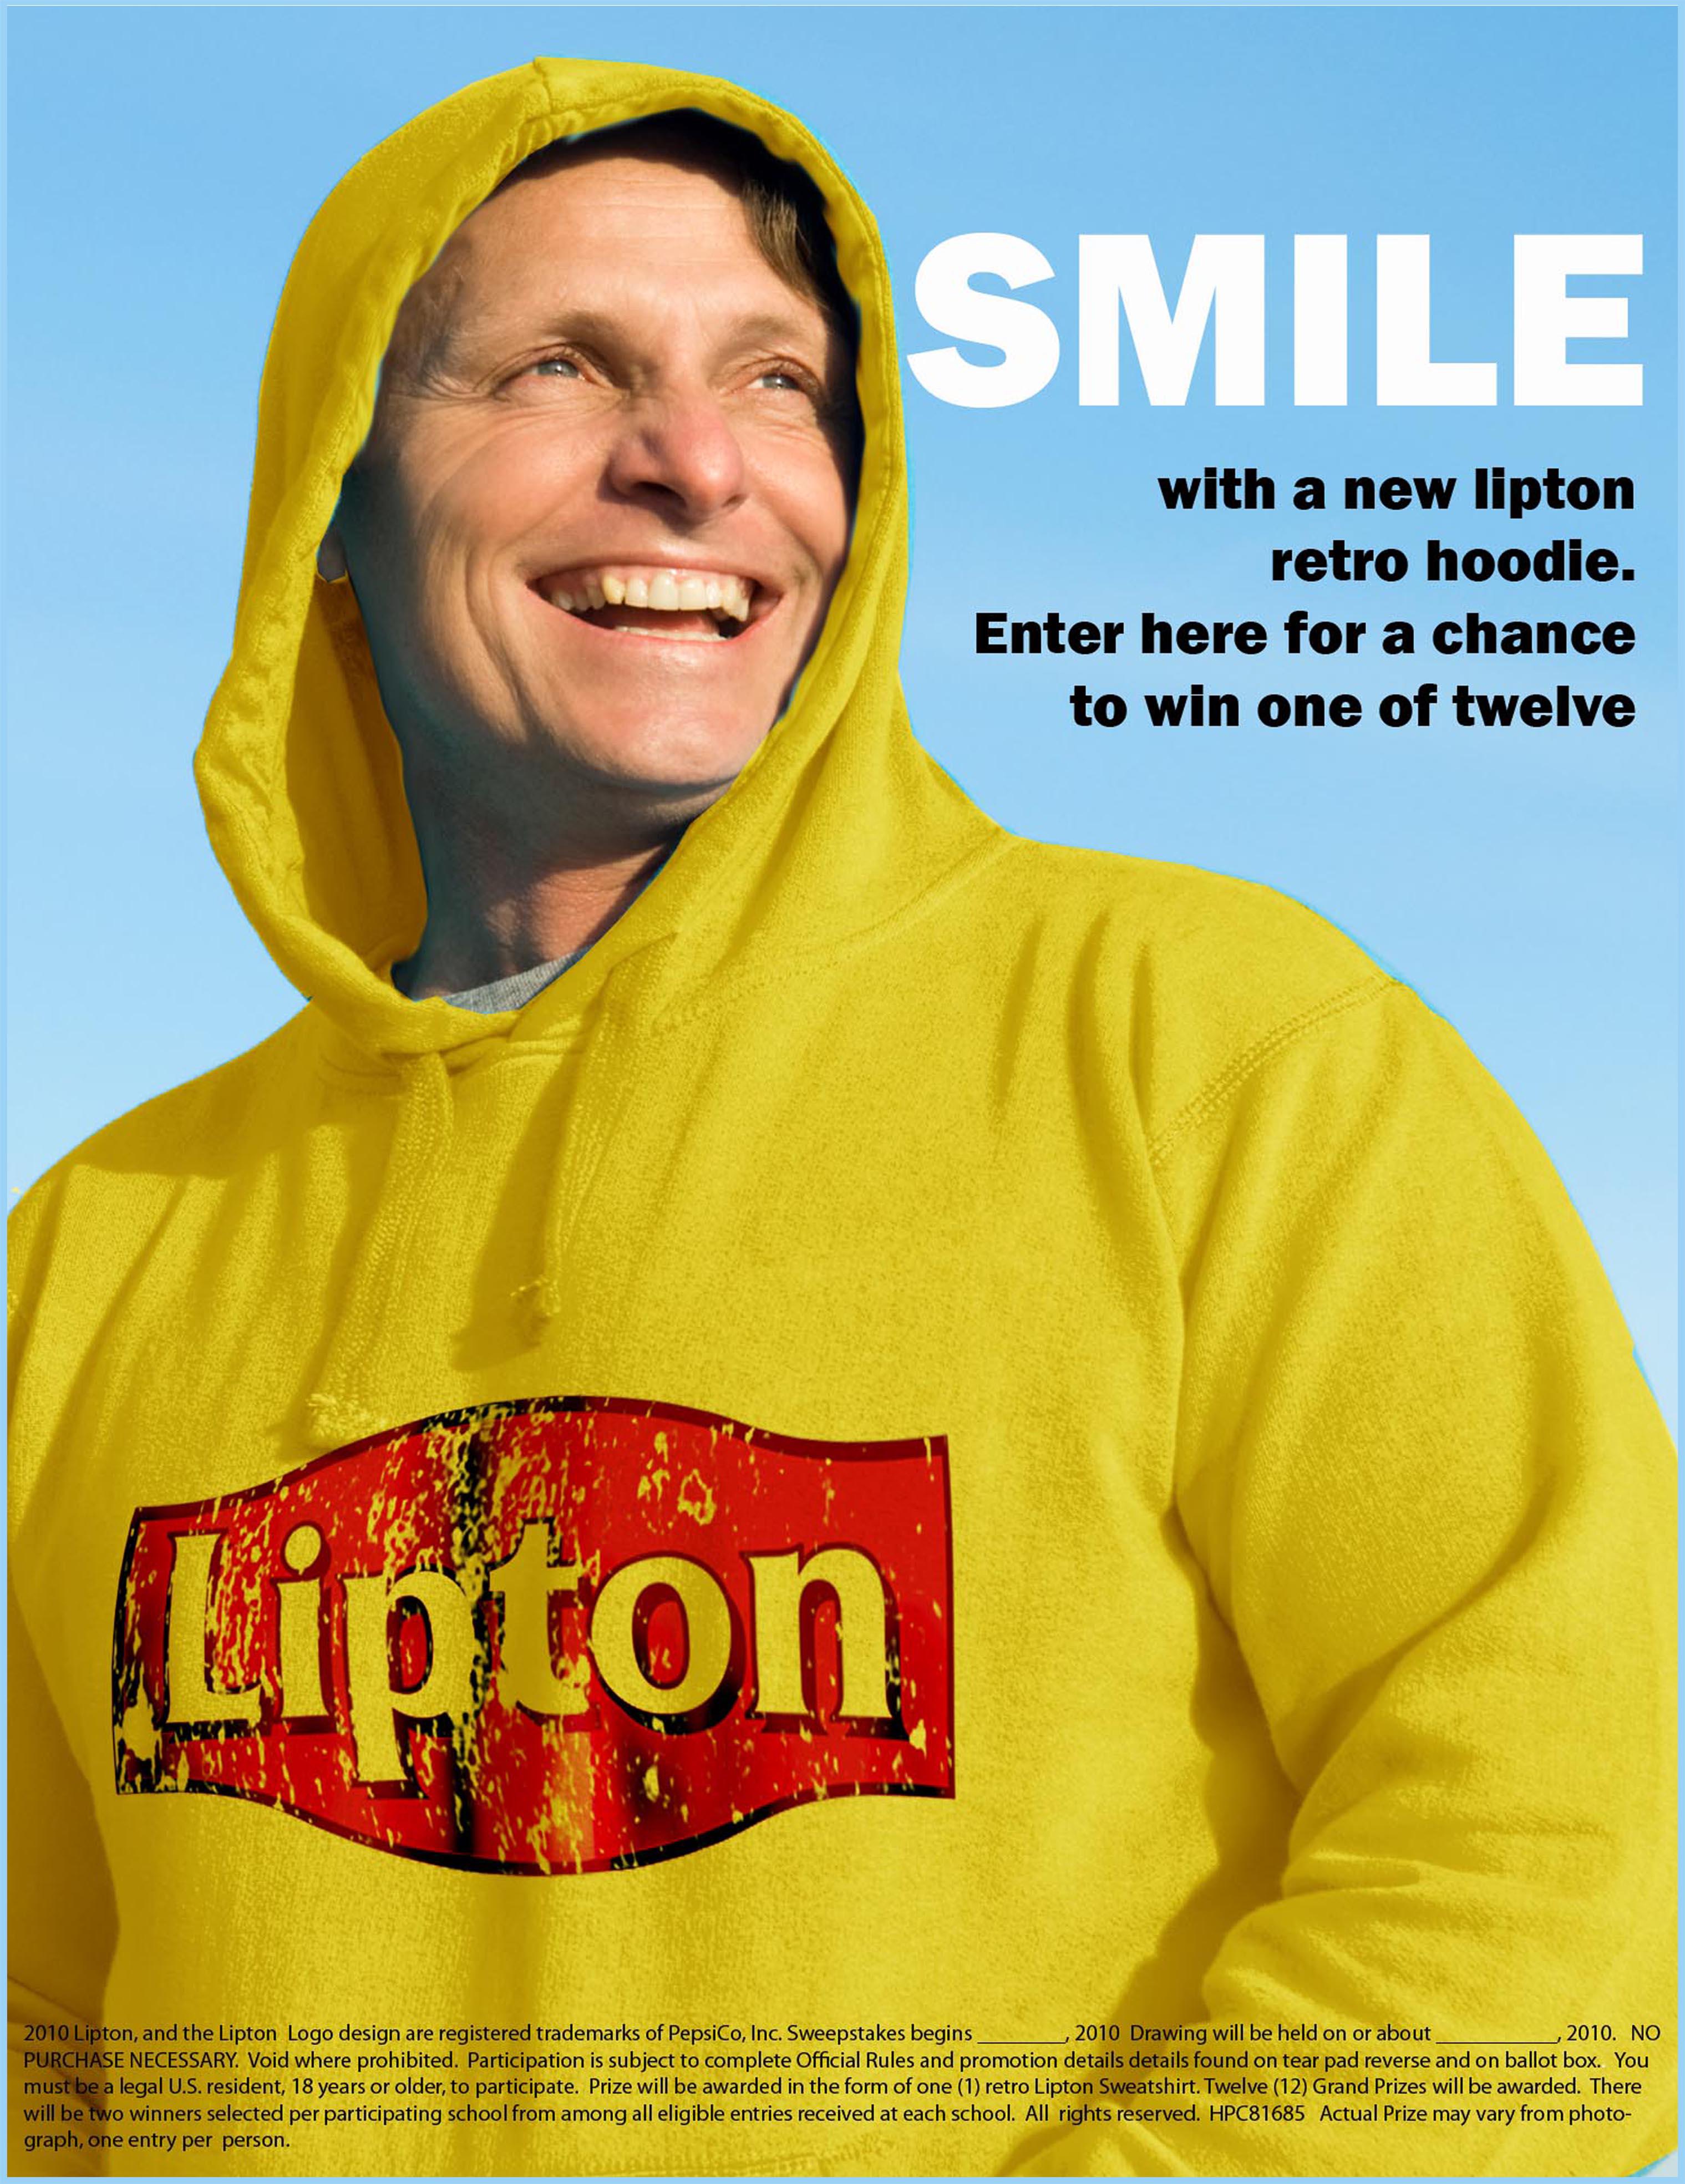 SMILE
with a new lipton
retro hoodie.
Enter here for a chance
to win one of twelve
Lipton
2010 Lipton, and the Lipton Logo design are registered trademarks of PepsiCo, Inc. Sweepstakes begins ________, 2010 Drawing will be held on or about ___________, 2010. NO
PURCHASE NECESSARY. Void where prohibited. Participation is subject to complete Official Rules and promotion details details found on tear pad reverse and on ballot box. You
must be a legal U.S. resident, 18 years or older, to participate. Prize will be awarded in the form of one (1) retro Lipton Sweatshirt. Twelve (12) Grand Prizes will be awarded. There
will be two winners selected per participating school from among all eligible entries received at each school. All rights reserved. HPC81685 Actual Prize may vary from photo-
graph, one entry per person.